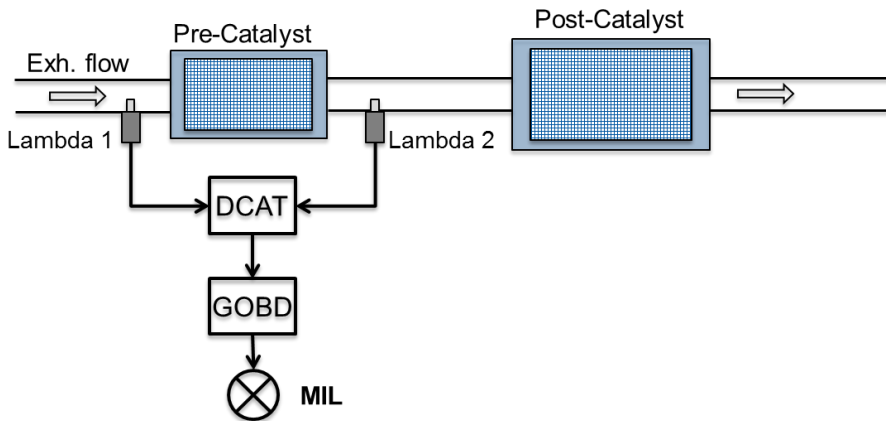 Pre-Catalyst
Post-Catalyst
Exh. flow
Lambda 1
Lambda 2
DCAT
GOBD
MIL